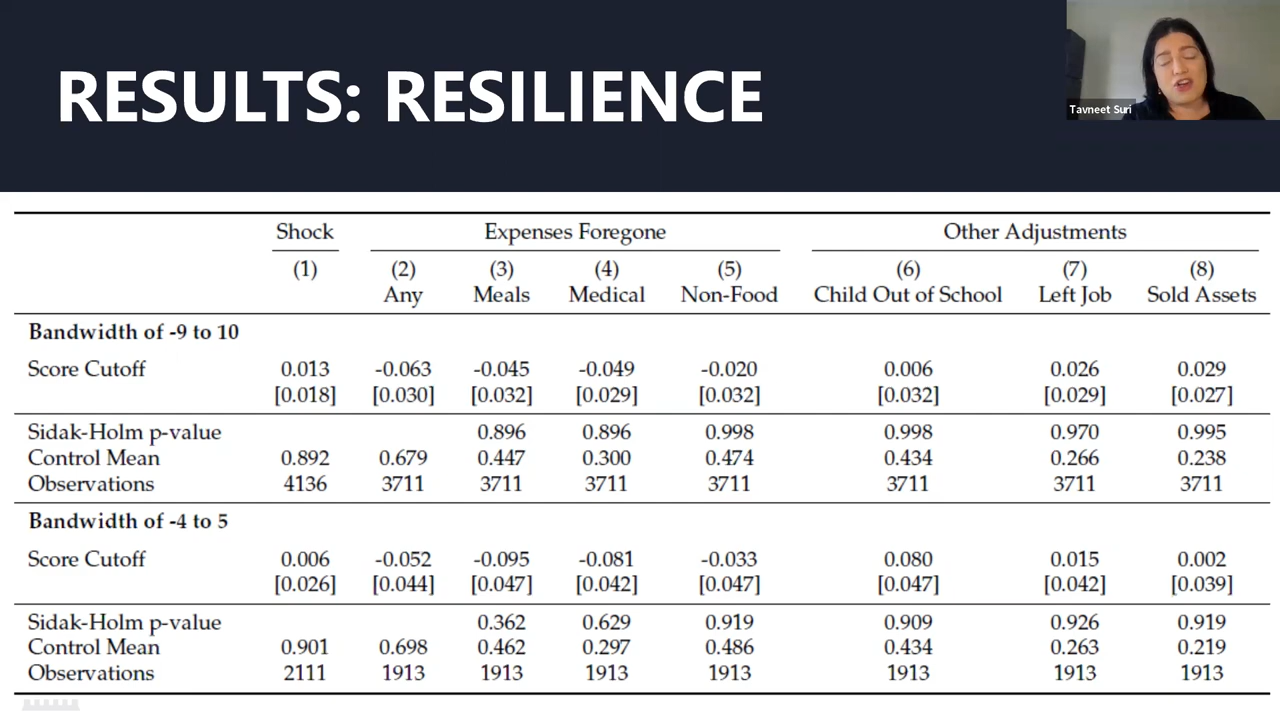 RESULTS: RESILIENCE
Tavneet Suri
Shock Expenses Foregone Other Adjustments
(1) (2) (3) (4) (5) (6) (7) (8)
Any Meals Medical Non-Food Child Out of School Left Job Sold Assets
Bandwidth of -9 to 10
Score Cutoff 0.013 -0.063 -0.045 -0.049 -0.020 0.006 0.026 0.029
[0.018] [0.030] [0.032] [0.029] [0.032] [0.032] [0.029] [0.027]
Sidak-Holm p-value 0.896 0.896 0.998 0.998 0.970 0.995
Control Mean 0.892 0.679 0.447 0.300 0.474 0.434 0.266 0.238
Observations 4136 3711 3711 3711 3711 3711 3711 3711
Bandwidth of -4 to 5
Score Cutoff 0.006 -0.052 -0.095 -0.081 -0.033 0.080 0.015 0.002
[0.026] [0.044] [0.047] [0.042] [0.047] [0.047] [0.042] [0.039]
Sidak-Holm p-value 0.362 0.629 0.919 0.909 0.926 0.919
Control Mean 0.901 0.698 0.462 0.297 0.486 0.434 0.263 0.219
Observations 2111 1913 1913 1913 1913 1913 1913 1913